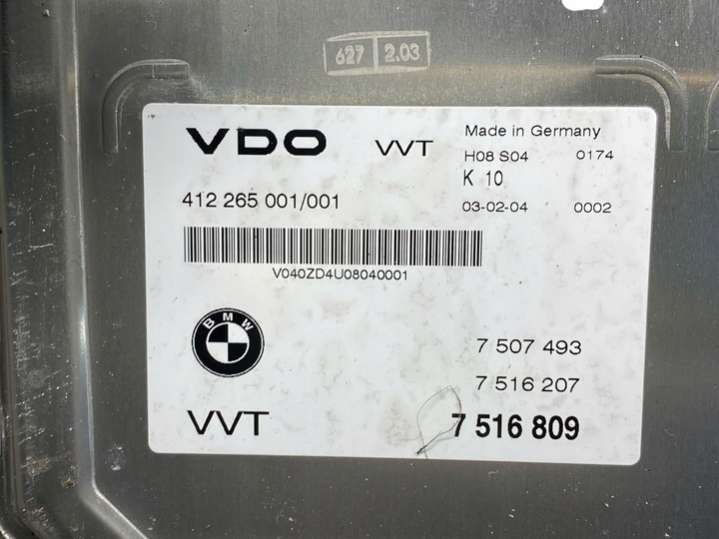 627 2.03
VDO VVT Made in Germany
H08 S04 0174
K 10
412 265 001/001
03-02-04 0002
V040ZD4U08040001
BMW
7 507 493
7 516 207
VVT 7 516 809